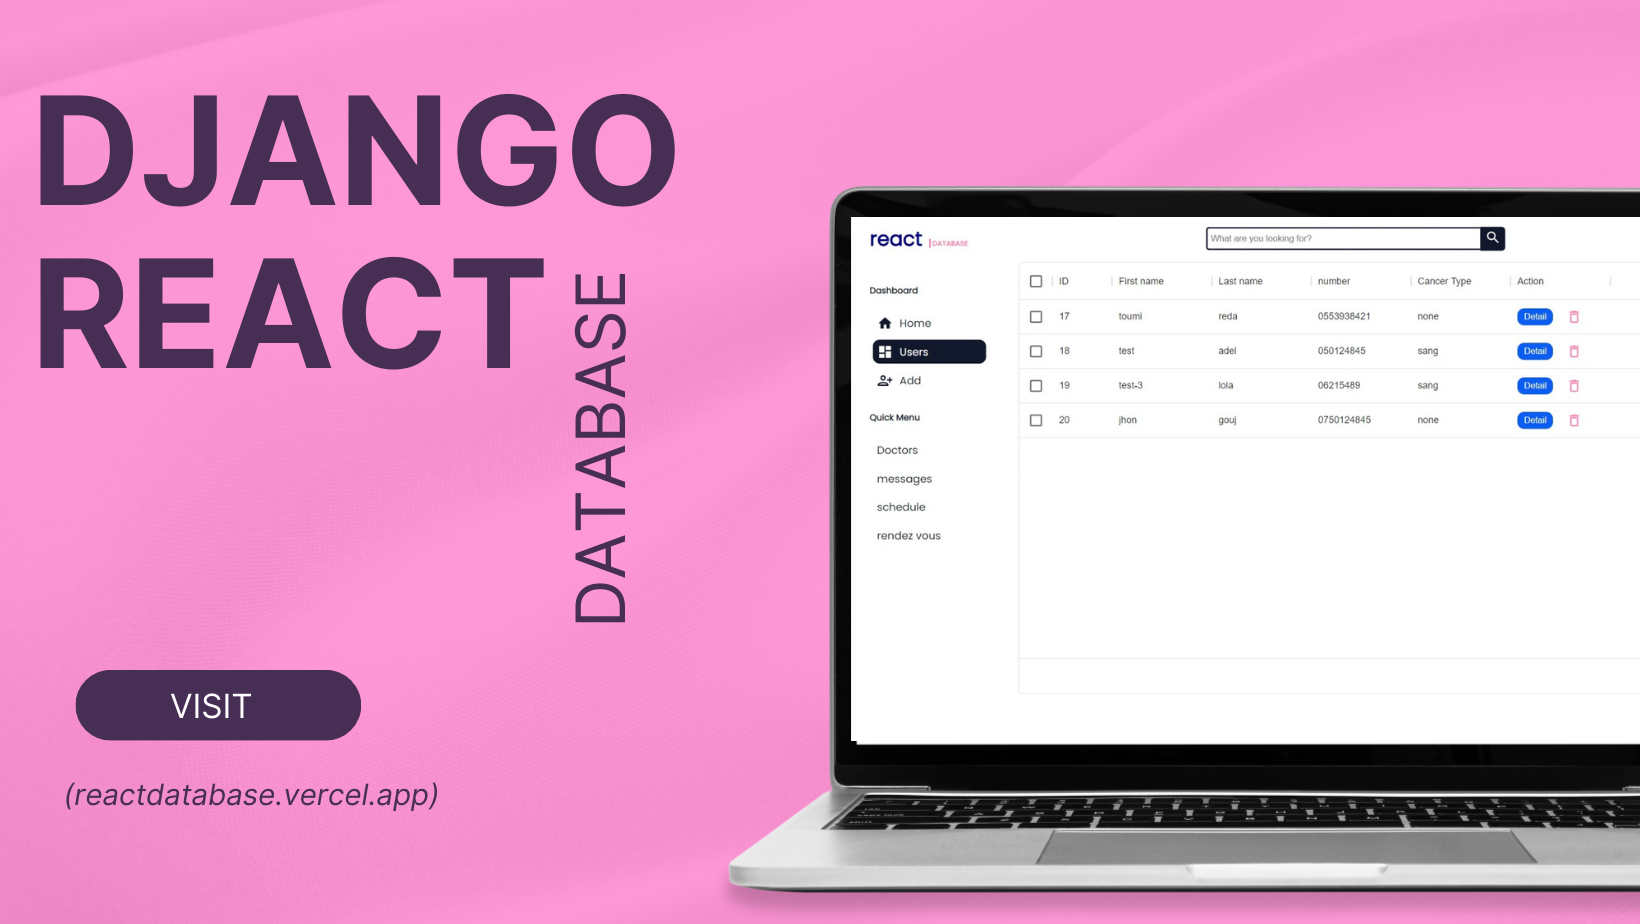 DJANGO
REACT
DATABASE
VISIT
(reactdatabase.vercel.app)
react |DATABASE
What are you looking for?
Dashboard
Home
Users
Add
Quick Menu
Doctors
messages
schedule
rendez vous
ID First name Last name number Cancer Type Action
17 toumi reda 0553938421 none Detail
18 test adel 050124845 sang Detail
19 test-3 lola 06215489 sang Detail
20 jhon gouj 0750124845 none Detail